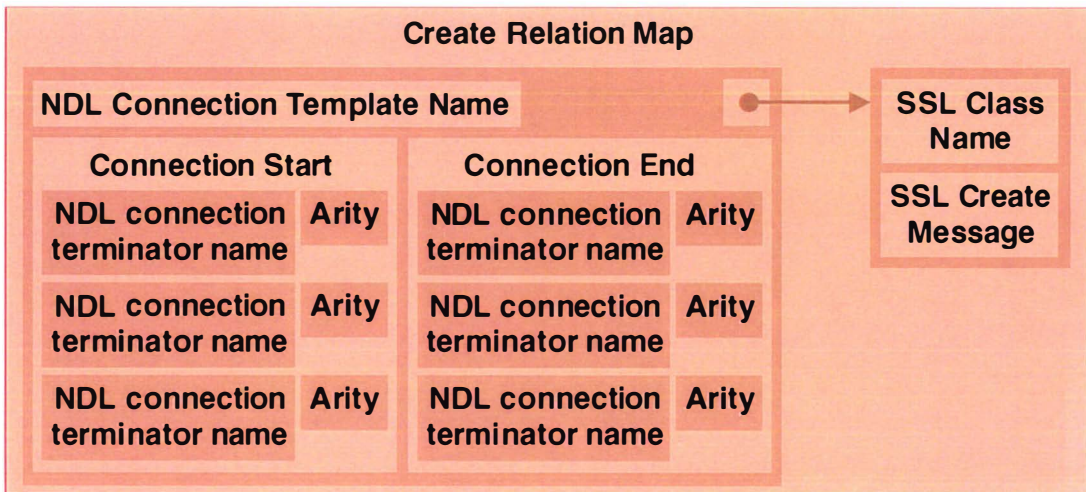 Create Relation Map
NDL Connection Template Name
SSL Class
Name
SSL Create
Message
Connection Start
NDL connection
terminator name
Arity
NDL connection
terminator name
Arity
NDL connection
terminator name
Arity
Connection End
NDL connection
terminator name
Arity
NDL connection
terminator name
Arity
NDL connection
terminator name
Arity